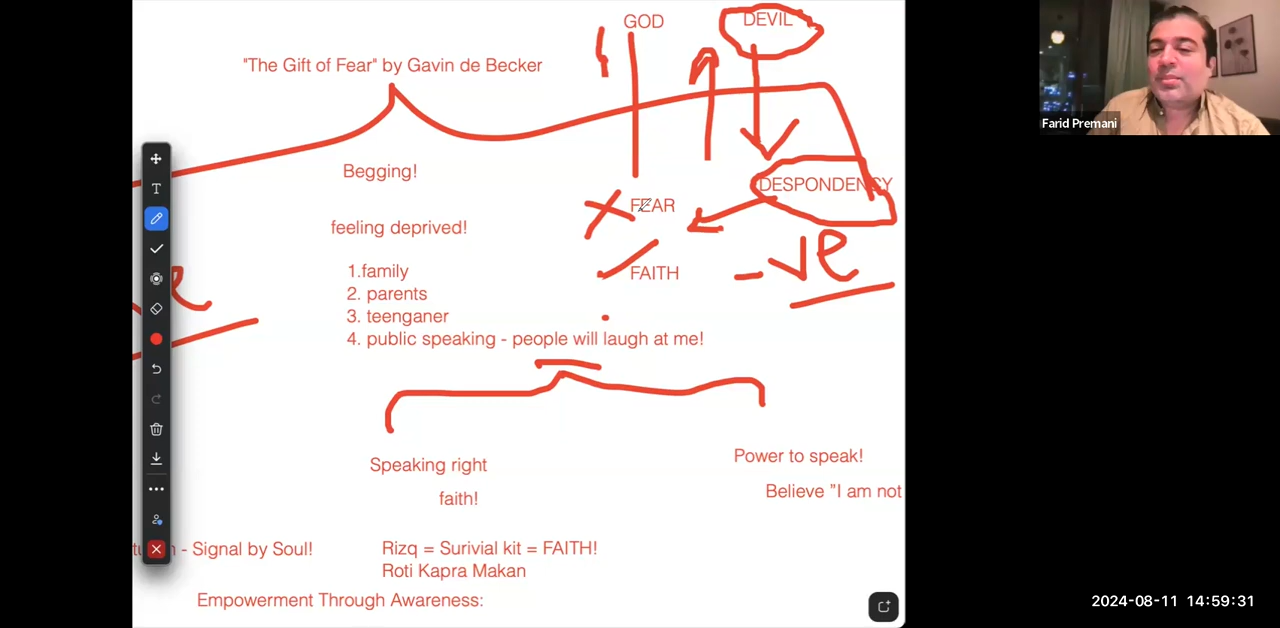 GOD
DEVIL
"The Gift of Fear" by Gavin de Becker
Begging!
DESPONDENCY
FEAR
feeling deprived!
-ve
FAITH
1.family
2. parents
3. teenganer
4. public speaking - people will laugh at me!
e
Speaking right
Power to speak!
faith!
Believe "I am not
- Signal by Soul!
Rizq = Surivial kit = FAITH!
Roti Kapra Makan
Empowerment Through Awareness:
Farid Premani
T
2024-08-11 14:59:31